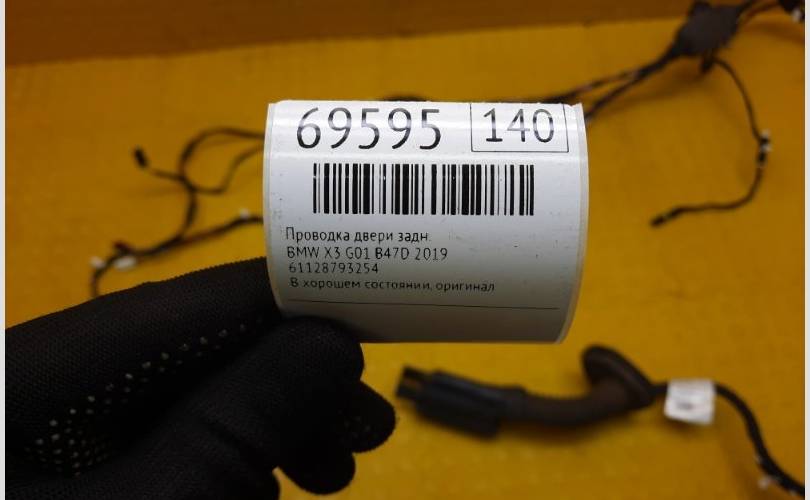 69595 140
Проводка двери задн.
BMW X3 G01 B47D 2019
61128793254
В хорошем состоянии, оригинал